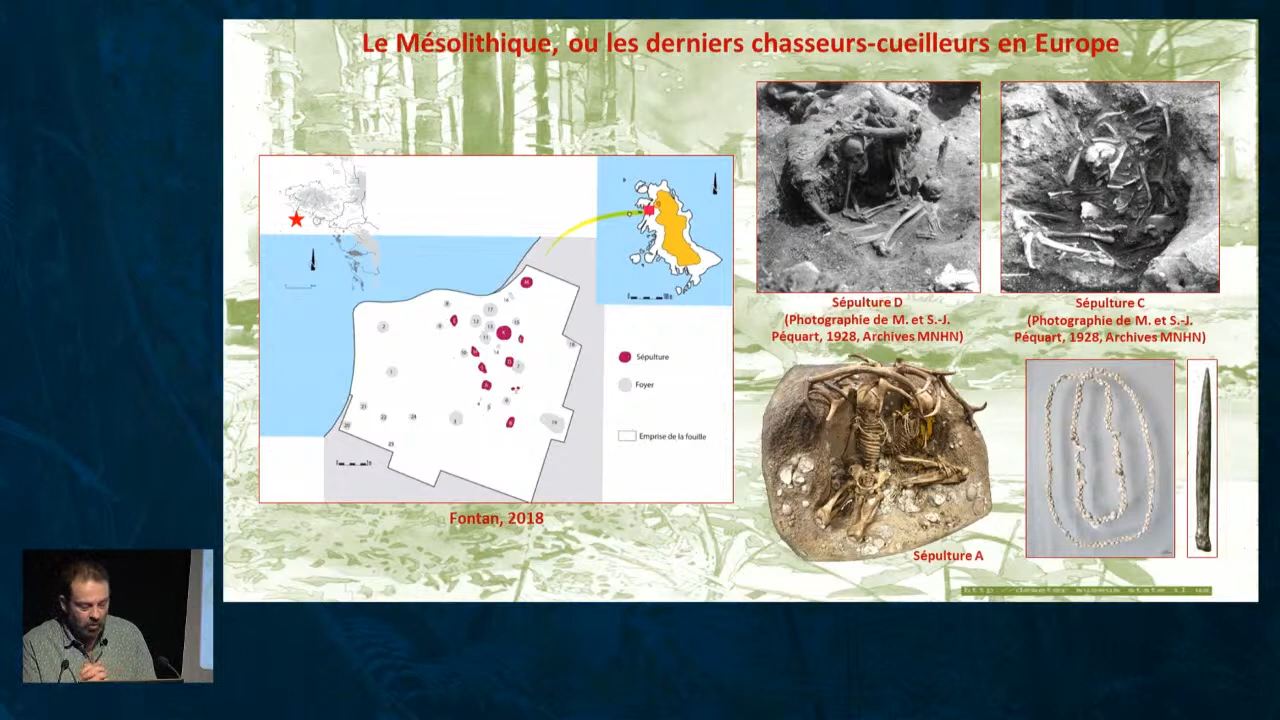 Le Mésolithique, ou les derniers chasseurs-cueilleurs en Europe
Sépulture
Foyer
Emprise de la fouille
Fontan, 2018
Sépulture D
(Photographie de M. et S.-J.
Péquart, 1928, Archives MNHN)
Sépulture C
(Photographie de M. et S.-J.
Péquart, 1928, Archives MNHN)
Sépulture A